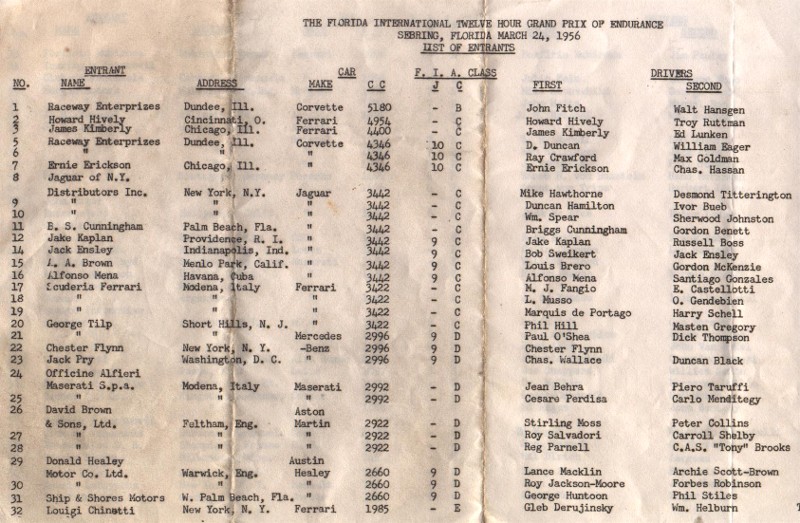 THE FLORIDA INTERNATIONAL TWELVE HOUR GRAND PRIX OF ENDURANCE
SEBRING, FLORIDA MARCH 24, 1956
LIST OF ENTRANTS
ENTRANT CAR F. I. A. CLASS DRIVERS
NO. NAME ADDRESS MAKE C C J C FIRST SECOND
1 Raceway Enterprizes Dundee, Ill. Corvette 5180 - B John Fitch Walt Hansgen
2 Howard Hively Cincinnati, O. Ferrari 4954 - C Howard Hively Troy Ruttman
3 James Kimberly Chicago, Ill. Ferrari 4400 - C James Kimberly Ed Lunken
5 Raceway Enterprizes Dundee, Ill. Corvette 4346 10 C D. Duncan William Eager
6 " " " 4346 10 C Ray Crawford Max Goldman
7 Ernie Erickson Chicago, Ill. " 4346 10 C Ernie Erickson Chas. Hassan
8 Jaguar of N.Y.
Distributors Inc. New York, N.Y. Jaguar 3442 - C Mike Hawthorne Desmond Titterington
9 " " " 3442 - C Duncan Hamilton Ivor Bueb
10 " " " 3442 - C Wm. Spear Sherwood Johnston
11 B. S. Cunningham Palm Beach, Fla. " 3442 - C Briggs Cunningham Gordon Benett
12 Jake Kaplan Providence, R. I. " 3442 9 C Jake Kaplan Russell Boss
14 Jack Ensley Indianapolis, Ind. " 3442 9 C Bob Sweikert Jack Ensley
15 A. A. Brown Menlo Park, Calif. " 3442 9 C Louis Brero Gordon McKenzie
16 Alfonso Mena Havana, Cuba " 3442 9 C Alfonso Mena Santiago Gonzales
17 Scuderia Ferrari Modena, Italy Ferrari 3422 - C M. J. Fangio E. Castellotti
18 " " " 3422 - C L. Musso O. Gendebien
19 " " " 3422 - C Marquis de Portago Harry Schell
20 George Tilp Short Hills, N. J. " 3422 - C Phil Hill Masten Gregory
21 " " Mercedes 2996 9 D Paul O'Shea Dick Thompson
22 Chester Flynn New York, N. Y. -Benz 2996 9 D Chester Flynn
23 Jack Pry Washington, D. C. " 2996 9 D Chas. Wallace Duncan Black
24 Officine Alfieri
Maserati S.p.a. Modena, Italy Maserati 2992 - D Jean Behra Piero Taruffi
25 " " " 2992 - D Cesare Perdisa Carlo Menditegy
26 David Brown Aston
& Sons, Ltd. Feltham, Eng. Martin 2922 - D Stirling Moss Peter Collins
27 " " " 2922 - D Roy Salvadori Carroll Shelby
28 " " " 2922 - D Reg Parnell C.A.S. "Tony" Brooks
29 Donald Healey Austin
Motor Co. Ltd. Warwick, Eng. Healey 2660 9 D Lance Macklin Archie Scott-Brown
30 " " " 2660 9 D Roy Jackson-Moore Forbes Robinson
31 Ship & Shores Motors W. Palm Beach, Fla. " 2660 9 D George Huntoon Phil Stiles
32 Louigi Chinetti New York, N. Y. Ferrari 1985 - E Gleb Derujinsky Wm. Helburn